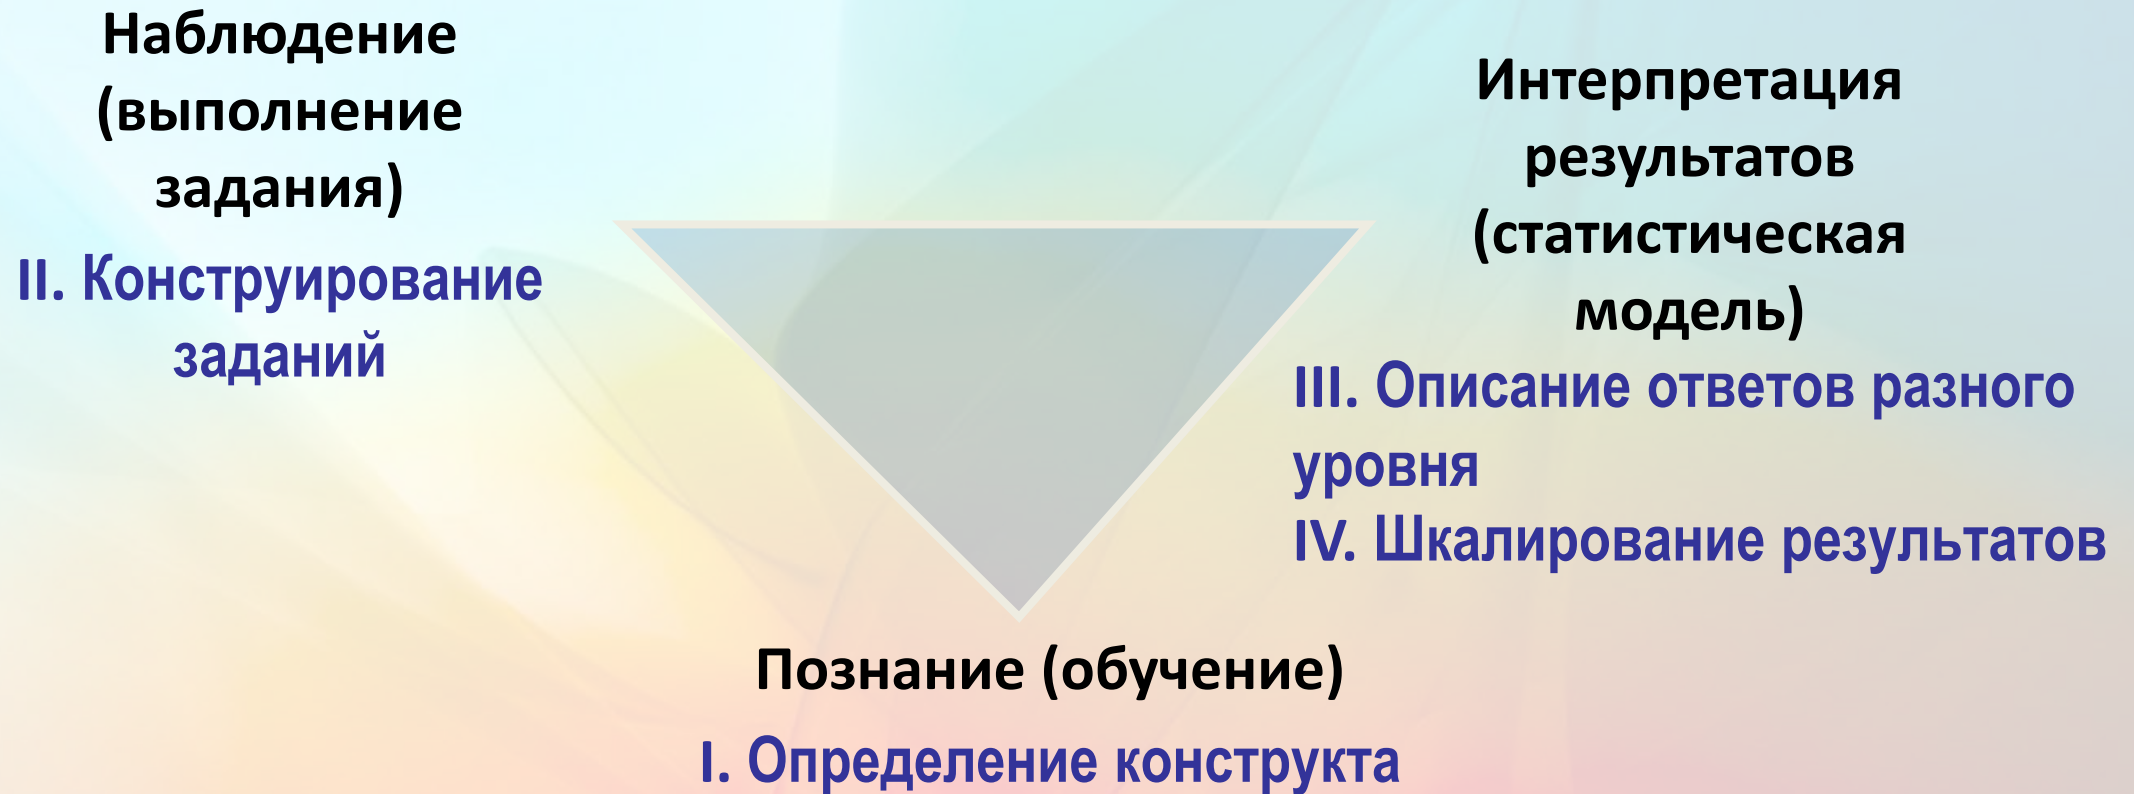 Наблюдение
(выполнение
задания)
II. Конструирование
заданий
Интерпретация
результатов
(статистическая
модель)
III. Описание ответов разного
уровня
IV. Шкалирование результатов
Познание (обучение)
I. Определение конструкта